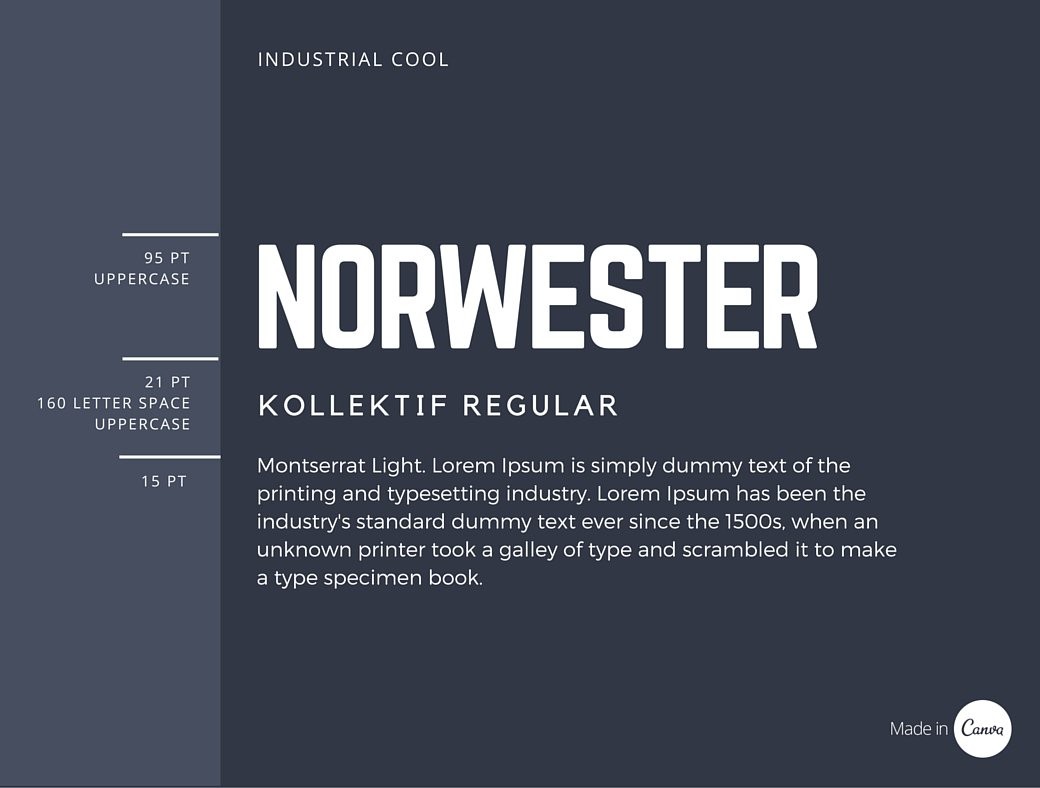 INDUSTRIAL COOL
95 PT
UPPERCASE
NORWESTER
21 PT
160 LETTER SPACE
UPPERCASE
KOLLEKTIF REGULAR
15 PT
Montserrat Light. Lorem Ipsum is simply dummy text of the
printing and typesetting industry. Lorem Ipsum has been the
industry's standard dummy text ever since the 1500s, when an
unknown printer took a galley of type and scrambled it to make
a type specimen book.
Made in Canva